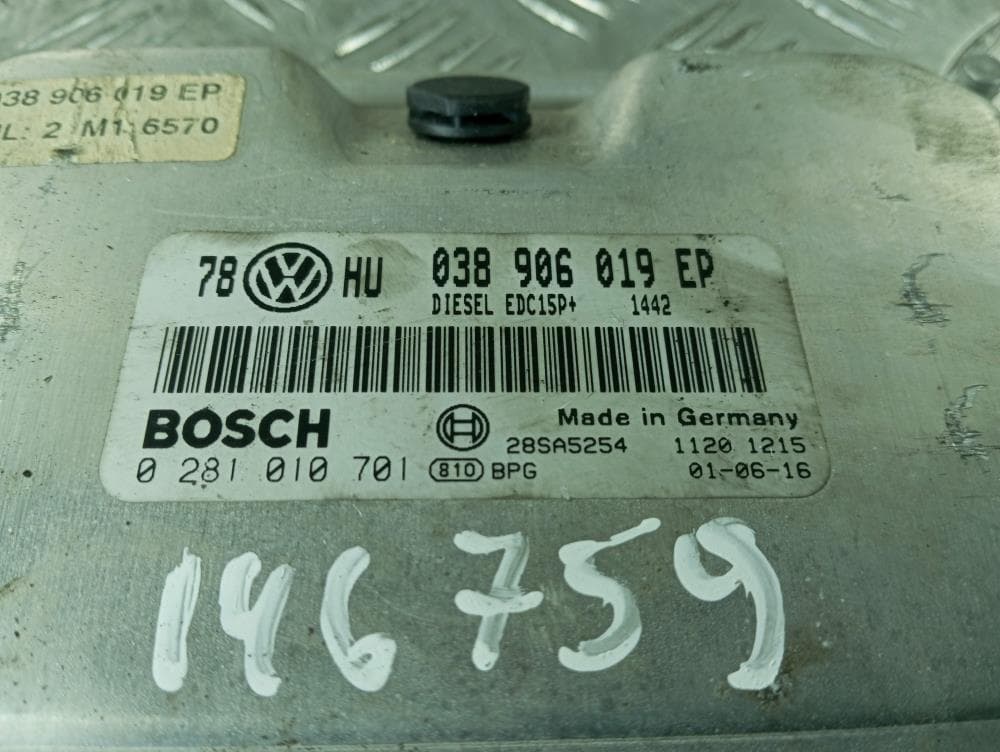 038 906 019 EP
L: 2 M1 6570
78 VW HU 038 906 019 EP
DIESEL EDC15P+ 1442
BOSCH
Made in Germany
28SA5254 1120 1215
0 281 010 701 810 BPG 01-06-16
146759